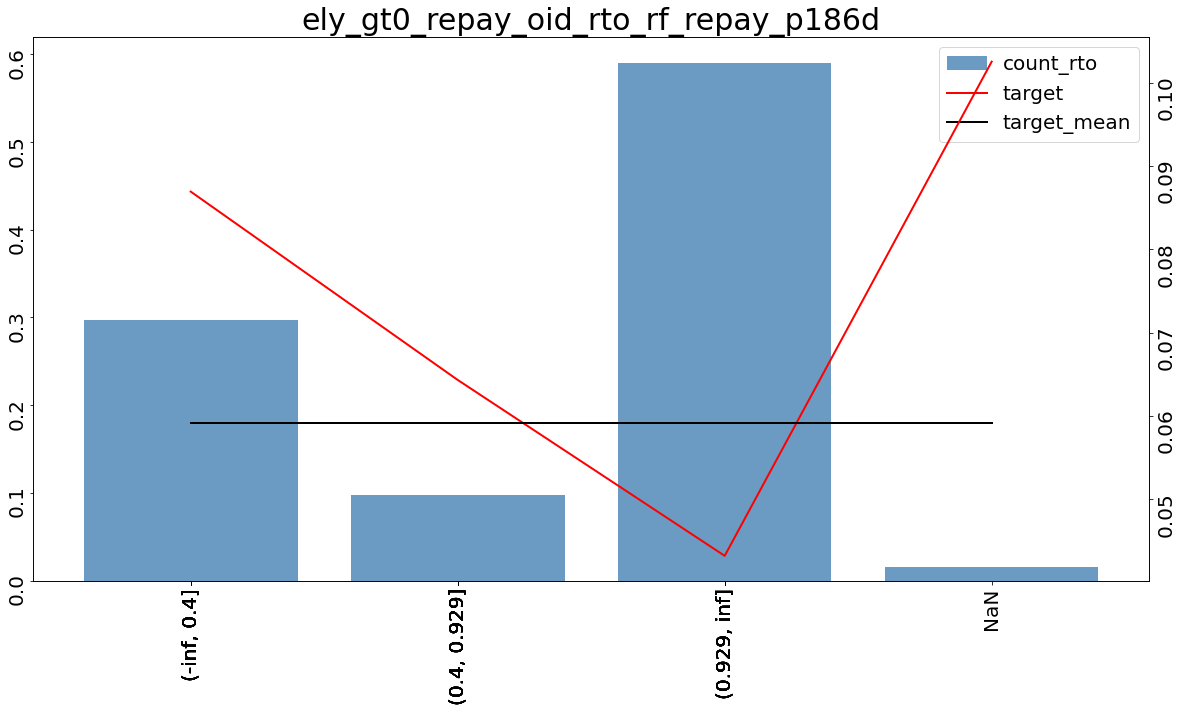 ely_gt0_repay_oid_rto_rf_repay_p186d
count_rto
target
target_mean
0.6
0.5
0.4
0.3
0.2
0.1
0.0
0.10
0.09
0.08
0.07
0.06
0.05
(-inf, 0.4]
(0.4, 0.929]
(0.929, inf]
NaN